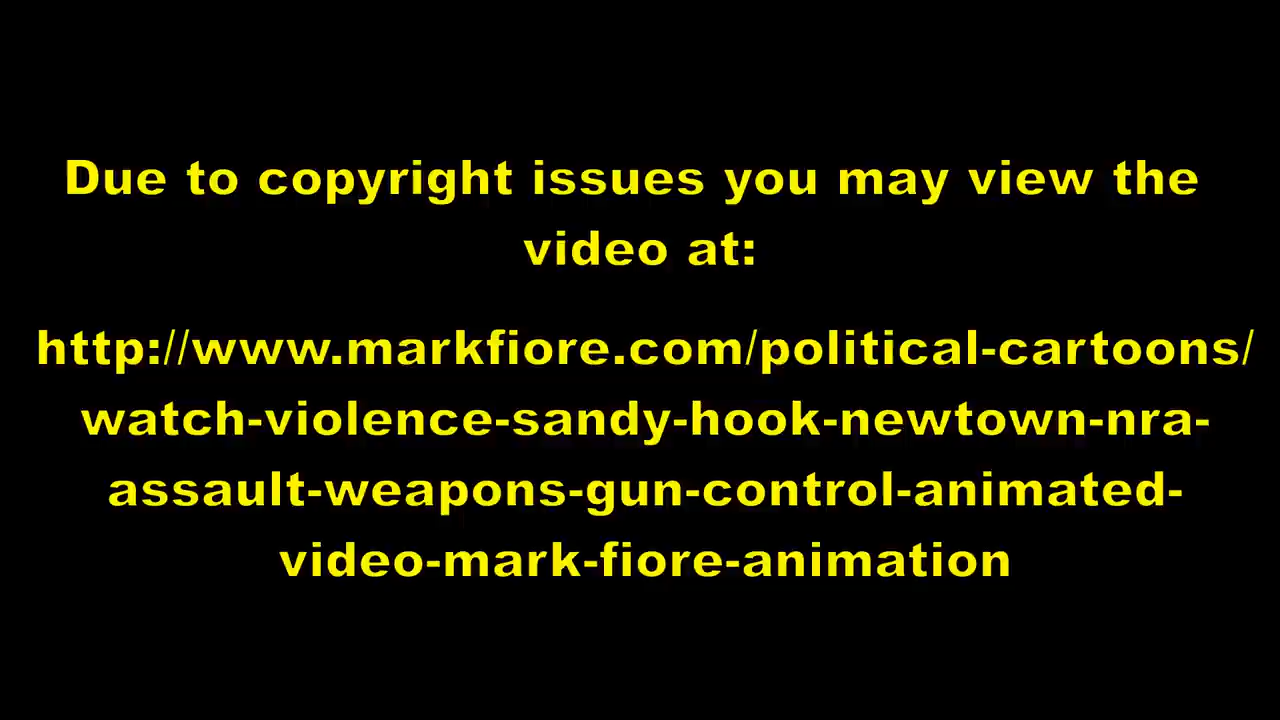 Due to copyright issues you may view the
video at:
http://www.markfiore.com/political-cartoons/
watch-violence-sandy-hook-newtown-nra-
assault-weapons-gun-control-animated-
video-mark-fiore-animation